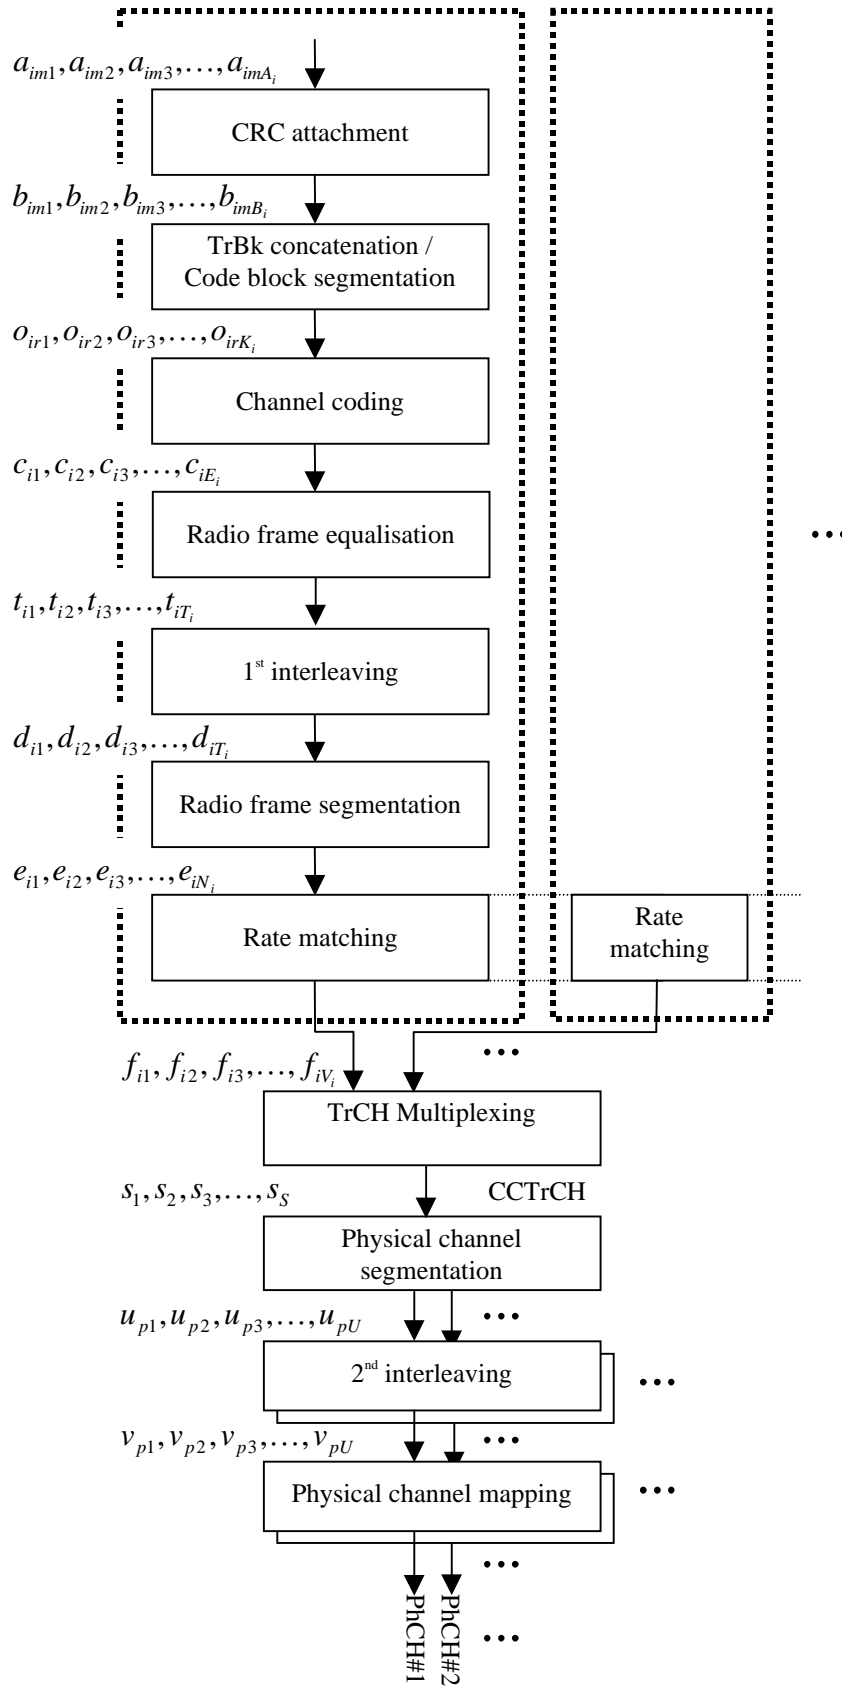 a_{im1}, a_{im2}, a_{im3}, …, a_{imA_i}
CRC attachment
b_{im1}, b_{im2}, b_{im3}, …, b_{imB_i}
TrBk concatenation /
Code block segmentation
o_{ir1}, o_{ir2}, o_{ir3}, …, o_{irK_i}
Channel coding
c_{i1}, c_{i2}, c_{i3}, …, c_{iE_i}
Radio frame equalisation
…
t_{i1}, t_{i2}, t_{i3}, …, t_{iT_i}
1st interleaving
d_{i1}, d_{i2}, d_{i3}, …, d_{iT_i}
Radio frame segmentation
e_{i1}, e_{i2}, e_{i3}, …, e_{iN_i}
Rate matching
Rate
matching
…
f_{i1}, f_{i2}, f_{i3}, …, f_{iV_i}
TrCH Multiplexing
s_1, s_2, s_3, …, s_S
CCTrCH
Physical channel
segmentation
u_{p1}, u_{p2}, u_{p3}, …, u_{pU}
…
2nd interleaving
…
v_{p1}, v_{p2}, v_{p3}, …, v_{pU}
…
Physical channel mapping
…
…
PhCH#1
PhCH#2
…